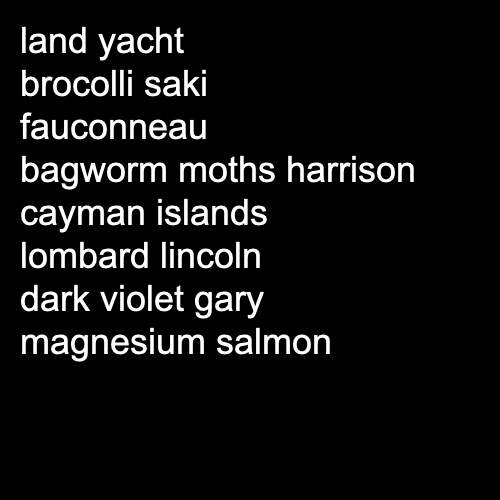 land yacht
brocolli saki
fauconneau
bagworm moths harrison
cayman islands
lombard lincoln
dark violet gary
magnesium salmon